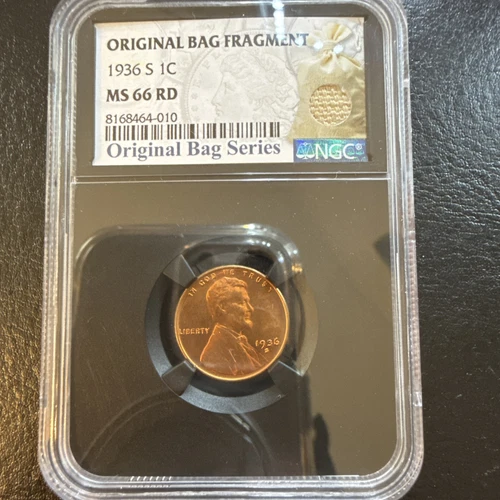 ORIGINAL BAG FRAGMENT
1936 S 1C
MS 66 RD
8168464-010
Original Bag Series
NGC
IN GOD WE TRUST
LIBERTY
1936
S